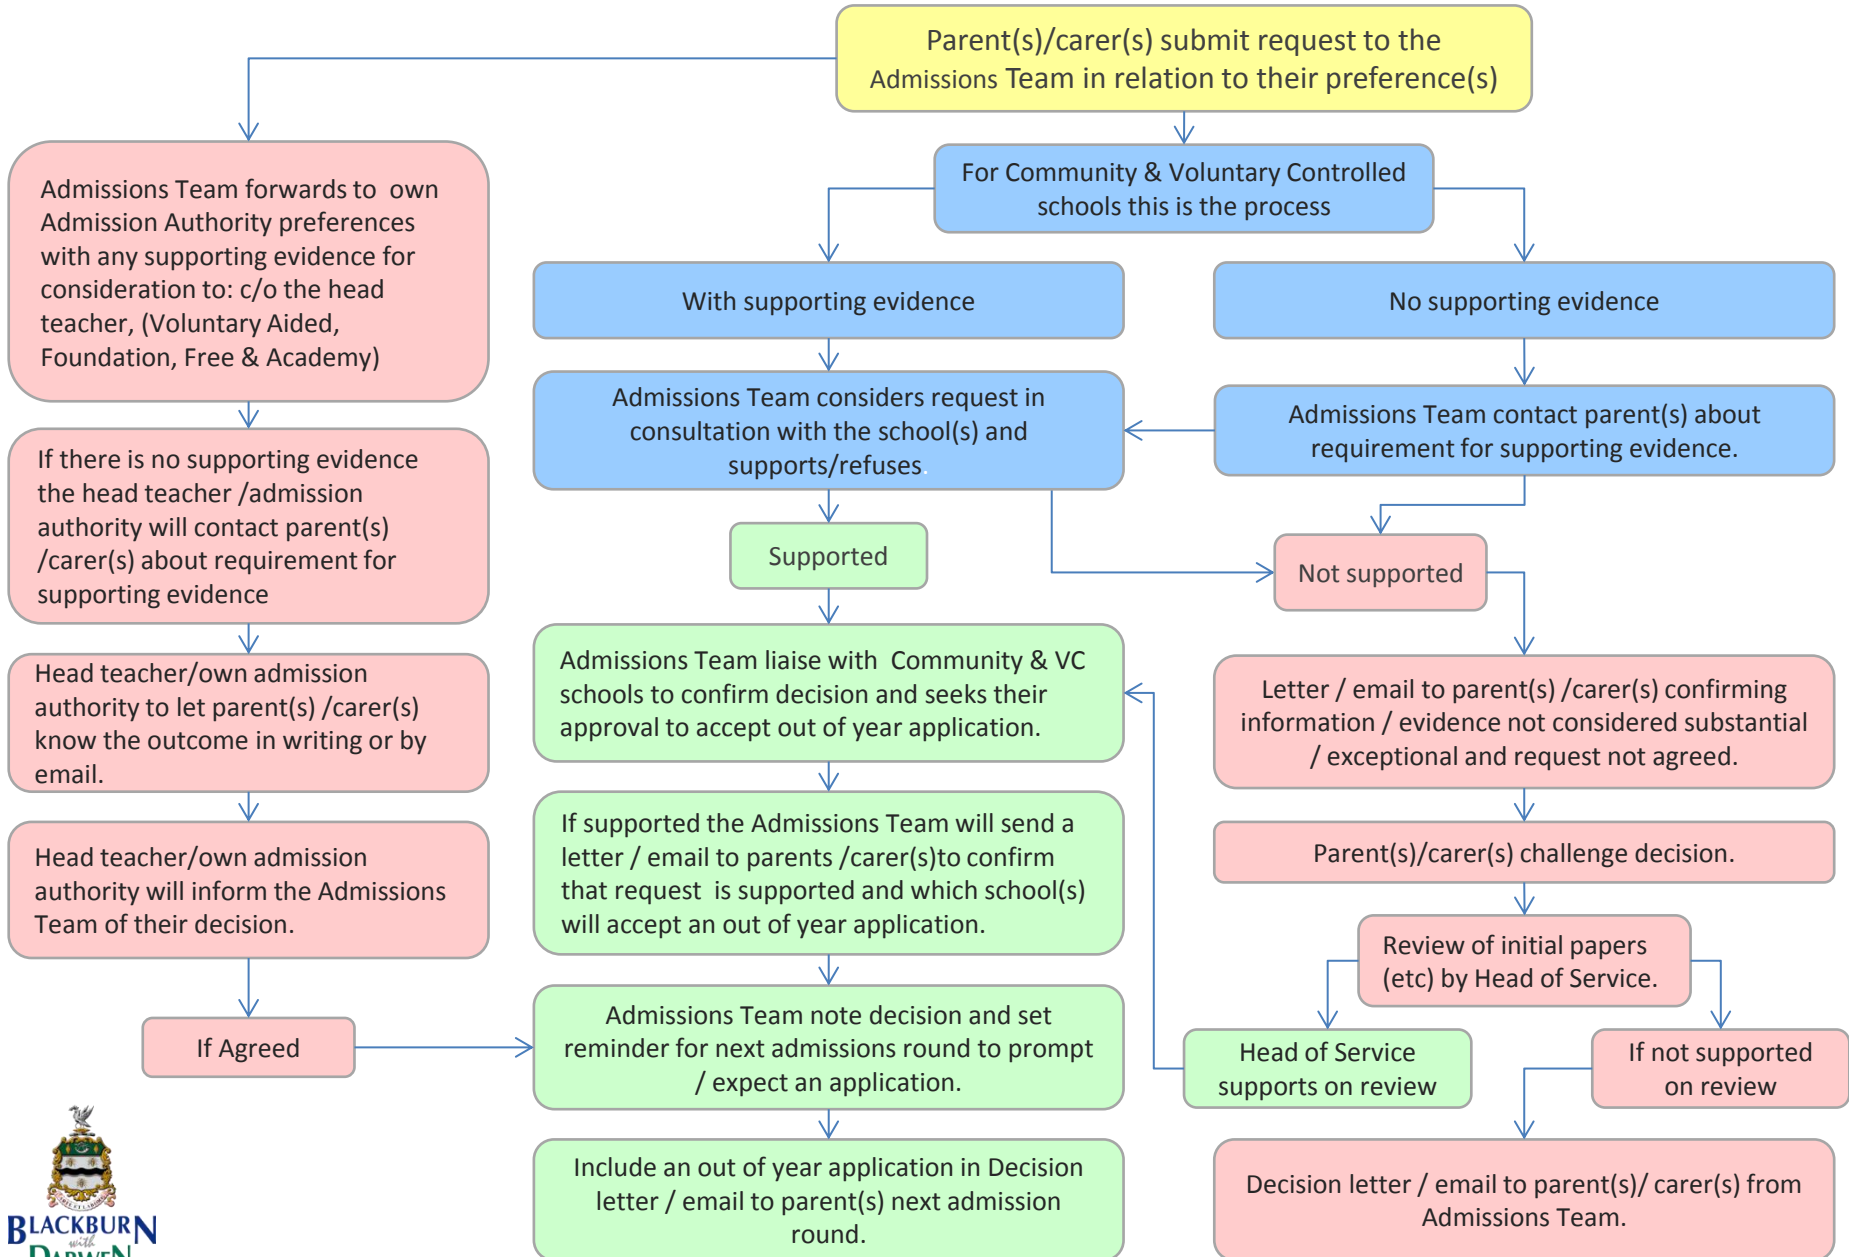 Parent(s)/carer(s) submit request to the
Admissions Team in relation to their preference(s)
For Community & Voluntary Controlled
schools this is the process
Admissions Team forwards to own
Admission Authority preferences
with any supporting evidence for
consideration to: c/o the head
teacher, (Voluntary Aided,
Foundation, Free & Academy)
With supporting evidence
No supporting evidence
Admissions Team considers request in
consultation with the school(s) and
supports/refuses.
Admissions Team contact parent(s) about
requirement for supporting evidence.
If there is no supporting evidence
the head teacher /admission
authority will contact parent(s)
/carer(s) about requirement for
supporting evidence
Supported
Not supported
Head teacher/own admission
authority to let parent(s) /carer(s)
know the outcome in writing or by
email.
Admissions Team liaise with Community & VC
schools to confirm decision and seeks their
approval to accept out of year application.
Letter / email to parent(s) /carer(s) confirming
information / evidence not considered substantial
/ exceptional and request not agreed.
Head teacher/own admission
authority will inform the Admissions
Team of their decision.
If supported the Admissions Team will send a
letter / email to parents /carer(s)to confirm
that request is supported and which school(s)
will accept an out of year application.
Parent(s)/carer(s) challenge decision.
Review of initial papers
(etc) by Head of Service.
If Agreed
Admissions Team note decision and set
reminder for next admissions round to prompt
/ expect an application.
Head of Service
supports on review
If not supported
on review
Include an out of year application in Decision
letter / email to parent(s) next admission
round.
Decision letter / email to parent(s)/ carer(s) from
Admissions Team.
BLACKBURN
with
DARWEN